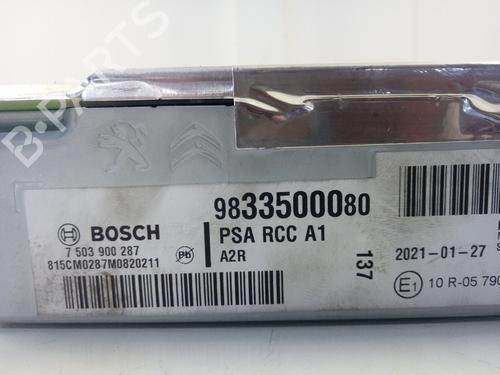 B-PARTS
9833500080
BOSCH
PSA RCC A1
7 503 900 287
A2R
815CM0287M0820211
Pb
137
2021-01-27
E1
10 R-05 790